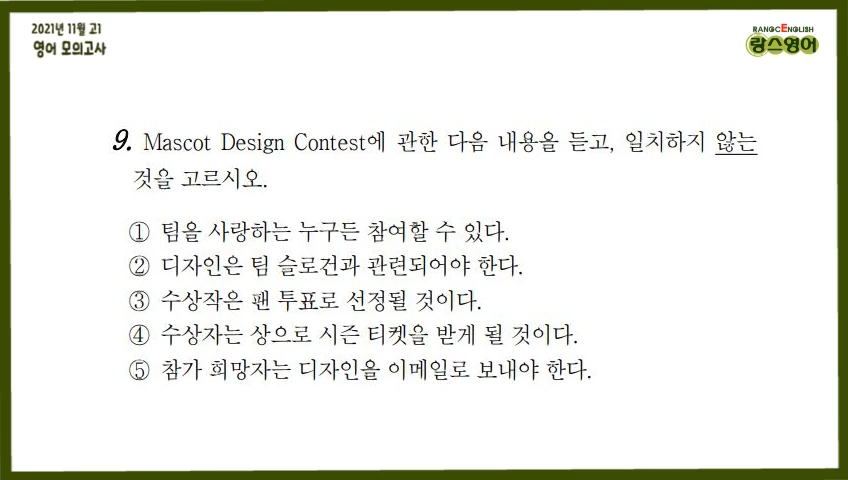 2021년 11월 고1
영어 모의고사
RANGCENGLISH
랑스영어
9. Mascot Design Contest에 관한 다음 내용을 듣고, 일치하지 않는
것을 고르시오.
① 팀을 사랑하는 누구든 참여할 수 있다.
② 디자인은 팀 슬로건과 관련되어야 한다.
③ 수상작은 팬 투표로 선정될 것이다.
④ 수상자는 상으로 시즌 티켓을 받게 될 것이다.
⑤ 참가 희망자는 디자인을 이메일로 보내야 한다.